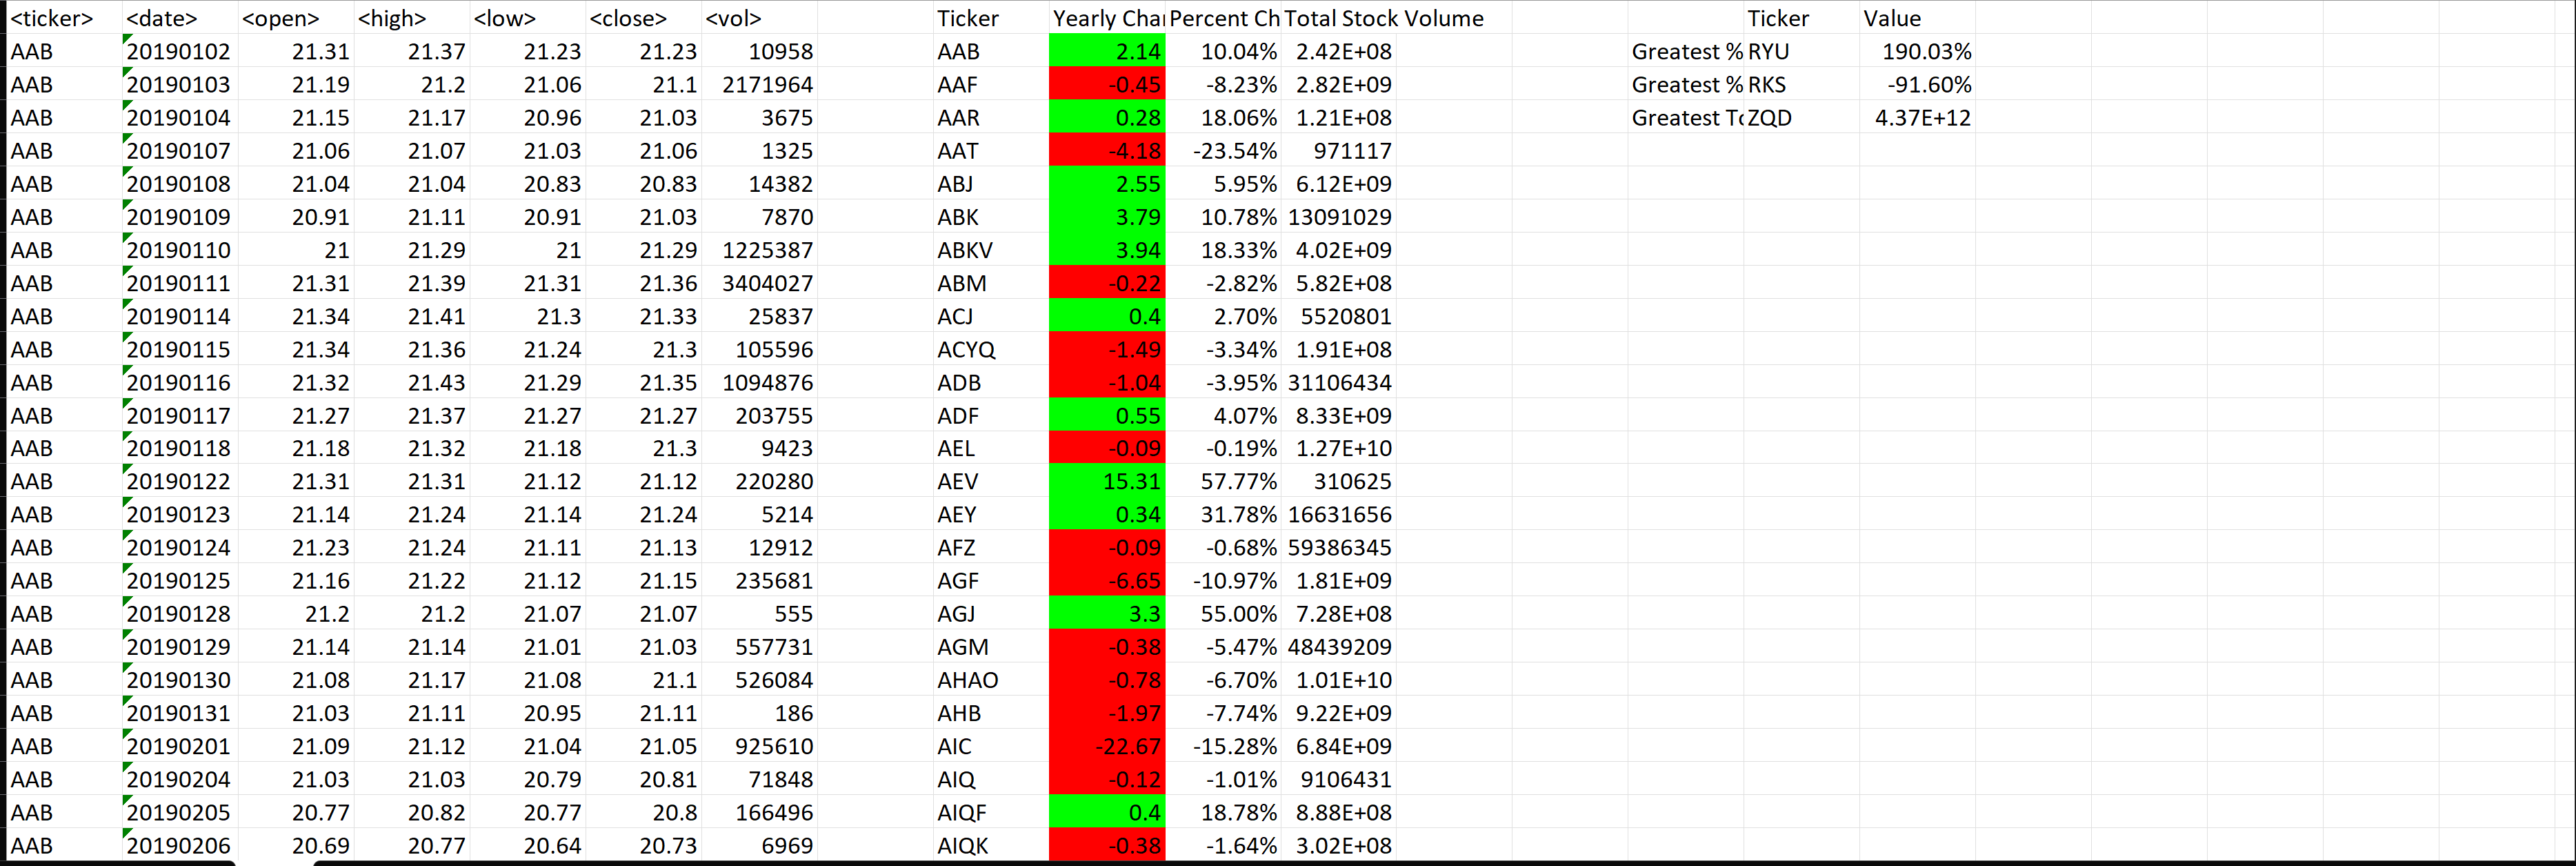 <ticker> <date> <open> <high> <low> <close> <vol> Ticker Yearly Cha Percent Ch Total Stock Volume Ticker Value
AAB 20190102 21.31 21.37 21.23 21.23 10958 AAB 2.14 10.04% 2.42E+08 Greatest % RYU 190.03%
AAB 20190103 21.19 21.2 21.06 21.1 2171964 AAF -0.45 -8.23% 2.82E+09 Greatest % RKS -91.60%
AAB 20190104 21.15 21.17 20.96 21.03 3675 AAR 0.28 18.06% 1.21E+08 Greatest To ZQD 4.37E+12
AAB 20190107 21.06 21.07 21.03 21.06 1325 AAT -4.18 -23.54% 971117
AAB 20190108 21.04 21.04 20.83 20.83 14382 ABJ 2.55 5.95% 6.12E+09
AAB 20190109 20.91 21.11 20.91 21.03 7870 ABK 3.79 10.78% 13091029
AAB 20190110 21 21.29 21 21.29 1225387 ABKV 3.94 18.33% 4.02E+09
AAB 20190111 21.31 21.39 21.31 21.36 3404027 ABM -0.22 -2.82% 5.82E+08
AAB 20190114 21.34 21.41 21.3 21.33 25837 ACJ 0.4 2.70% 5520801
AAB 20190115 21.34 21.36 21.24 21.3 105596 ACYQ -1.49 -3.34% 1.91E+08
AAB 20190116 21.32 21.43 21.29 21.35 1094876 ADB -1.04 -3.95% 31106434
AAB 20190117 21.27 21.37 21.27 21.27 203755 ADF 0.55 4.07% 8.33E+09
AAB 20190118 21.18 21.32 21.18 21.3 9423 AEL -0.09 -0.19% 1.27E+10
AAB 20190122 21.31 21.31 21.12 21.12 220280 AEV 15.31 57.77% 310625
AAB 20190123 21.14 21.24 21.14 21.24 5214 AEY 0.34 31.78% 16631656
AAB 20190124 21.23 21.24 21.11 21.13 12912 AFZ -0.09 -0.68% 59386345
AAB 20190125 21.16 21.22 21.12 21.15 235681 AGF -6.65 -10.97% 1.81E+09
AAB 20190128 21.2 21.2 21.07 21.07 555 AGJ 3.3 55.00% 7.28E+08
AAB 20190129 21.14 21.14 21.01 21.03 557731 AGM -0.38 -5.47% 48439209
AAB 20190130 21.08 21.17 21.08 21.1 526084 AHAO -0.78 -6.70% 1.01E+10
AAB 20190131 21.03 21.11 20.95 21.11 186 AHB -1.97 -7.74% 9.22E+09
AAB 20190201 21.09 21.12 21.04 21.05 925610 AIC -22.67 -15.28% 6.84E+09
AAB 20190204 21.03 21.03 20.79 20.81 71848 AIQ -0.12 -1.01% 9106431
AAB 20190205 20.77 20.82 20.77 20.8 166496 AIQF 0.4 18.78% 8.88E+08
AAB 20190206 20.69 20.77 20.64 20.73 6969 AIQK -0.38 -1.64% 3.02E+08